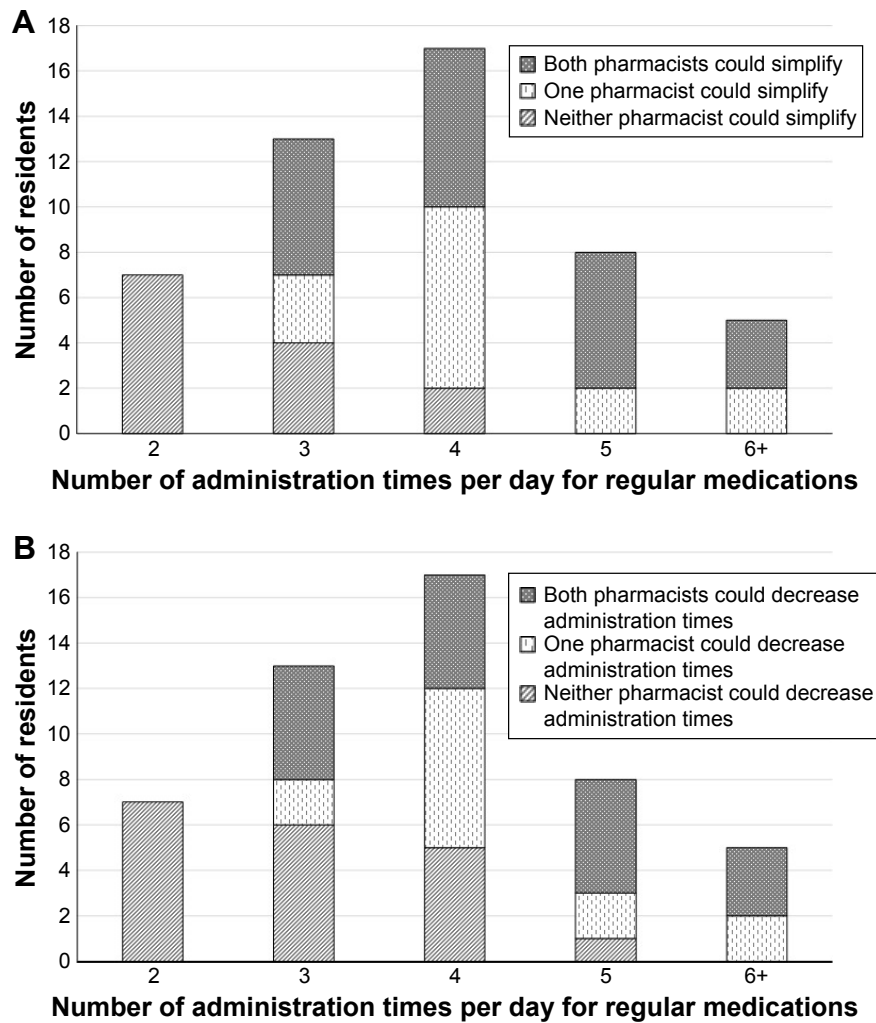 A
18
16
14
12
10
8
6
4
2
0
Number of residents
Both pharmacists could simplify
One pharmacist could simplify
Neither pharmacist could simplify
2 3 4 5 6+
Number of administration times per day for regular medications
B
18
16
14
12
10
8
6
4
2
0
Number of residents
Both pharmacists could decrease
administration times
One pharmacist could decrease
administration times
Neither pharmacist could decrease
administration times
2 3 4 5 6+
Number of administration times per day for regular medications